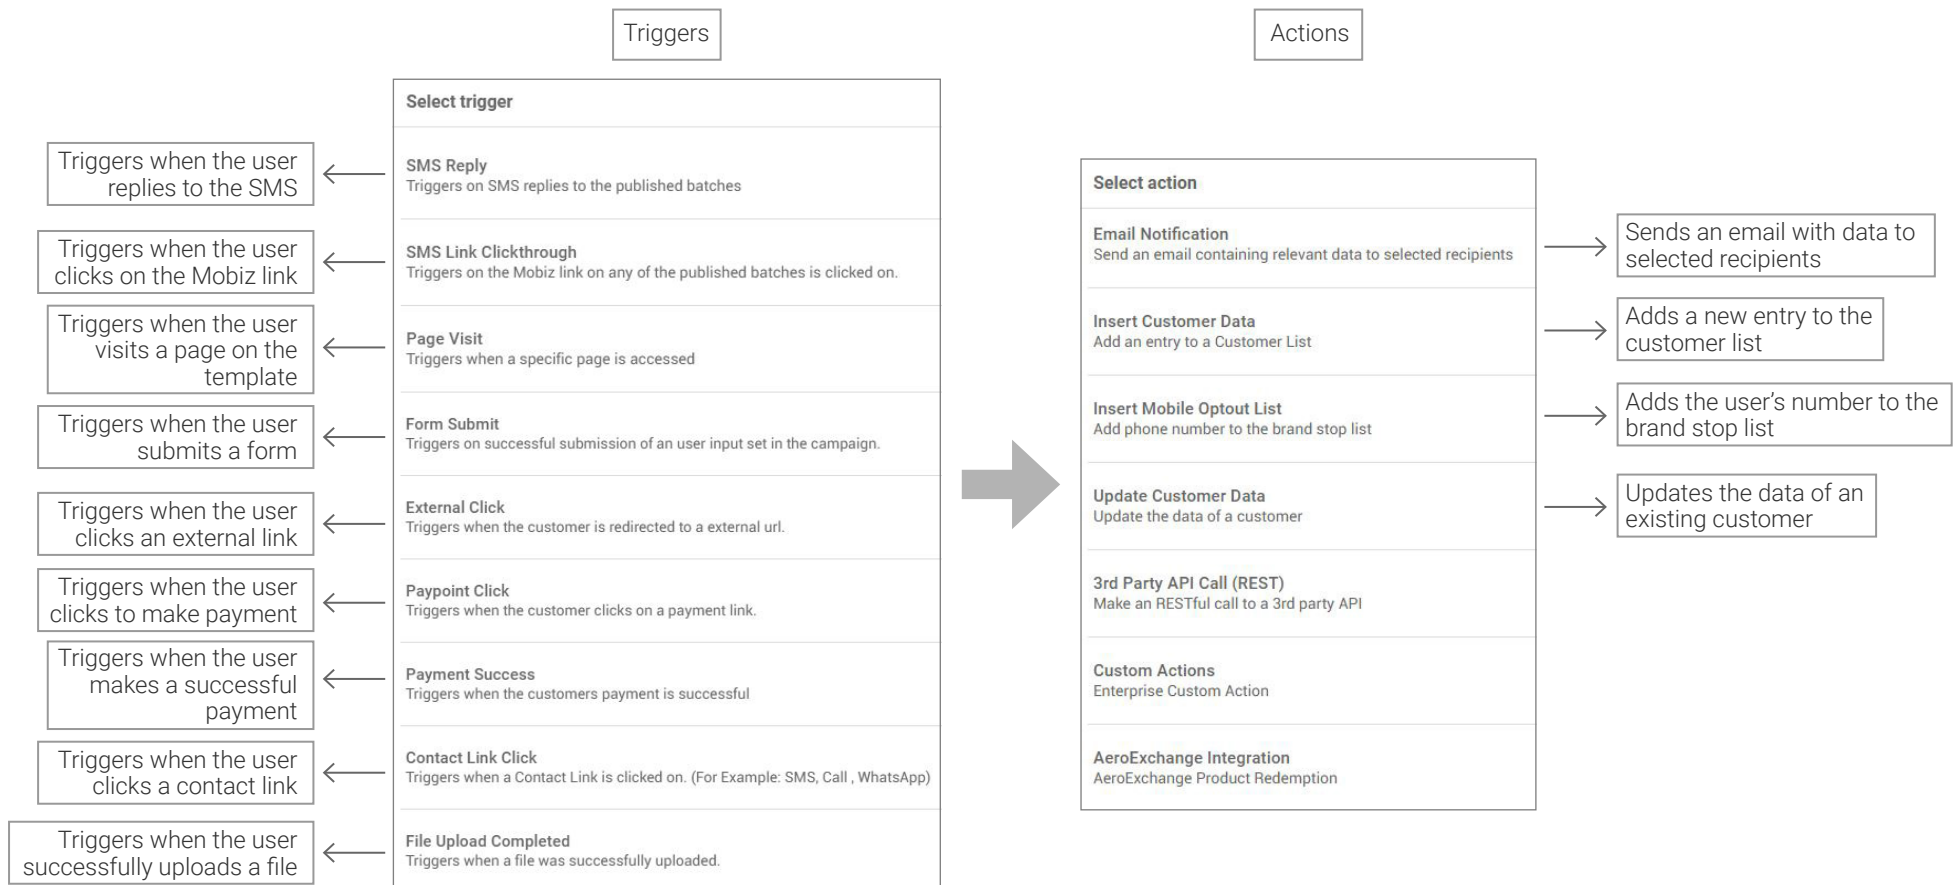 Triggers
Actions
Select trigger
Triggers when the user
replies to the SMS
SMS Reply
Triggers on SMS replies to the published batches
Triggers when the user
clicks on the Mobiz link
SMS Link Clickthrough
Triggers on the Mobiz link on any of the published batches is clicked on.
Triggers when the user
visits a page on the
template
Page Visit
Triggers when a specific page is accessed
Triggers when the user
submits a form
Form Submit
Triggers on successful submission of an user input set in the campaign.
Triggers when the user
clicks an external link
External Click
Triggers when the customer is redirected to a external url.
Triggers when the user
clicks to make payment
Paypoint Click
Triggers when the customer clicks on a payment link.
Triggers when the user
makes a successful
payment
Payment Success
Triggers when the customers payment is successful
Triggers when the user
clicks a contact link
Contact Link Click
Triggers when a Contact Link is clicked on. (For Example: SMS, Call , WhatsApp)
Triggers when the user
successfully uploads a file
File Upload Completed
Triggers when a file was successfully uploaded.
Select action
Email Notification
Send an email containing relevant data to selected recipients
Sends an email with data to
selected recipients
Insert Customer Data
Add an entry to a Customer List
Adds a new entry to the
customer list
Insert Mobile Optout List
Add phone number to the brand stop list
Adds the user’s number to the
brand stop list
Update Customer Data
Update the data of a customer
Updates the data of an
existing customer
3rd Party API Call (REST)
Make an RESTful call to a 3rd party API
Custom Actions
Enterprise Custom Action
AeroExchange Integration
AeroExchange Product Redemption